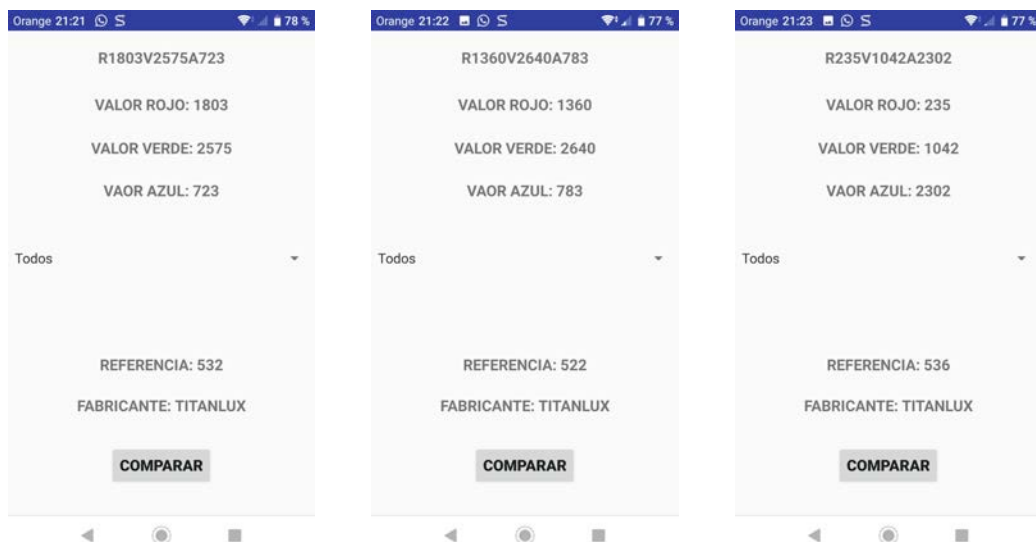 Orange 21:21 78 %
R1803V2575A723
VALOR ROJO: 1803
VALOR VERDE: 2575
VAOR AZUL: 723
Todos
REFERENCIA: 532
FABRICANTE: TITANLUX
COMPARAR
Orange 21:22 77 %
R1360V2640A783
VALOR ROJO: 1360
VALOR VERDE: 2640
VAOR AZUL: 783
Todos
REFERENCIA: 522
FABRICANTE: TITANLUX
COMPARAR
Orange 21:23 77 %
R235V1042A2302
VALOR ROJO: 235
VALOR VERDE: 1042
VAOR AZUL: 2302
Todos
REFERENCIA: 536
FABRICANTE: TITANLUX
COMPARAR